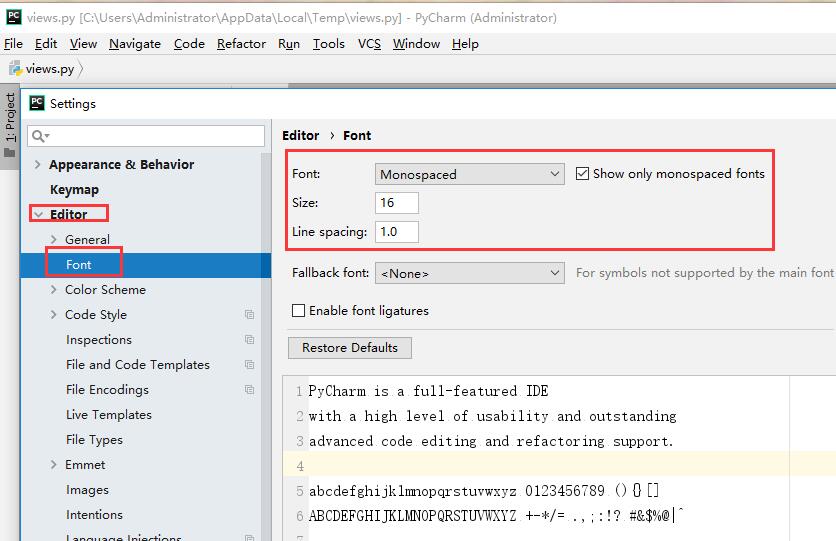 PC views.py [C:\Users\Administrator\AppData\Local\Temp\views.py] - PyCharm (Administrator)
File Edit View Navigate Code Refactor Run Tools VCS Window Help
views.py
1: Project
PC Settings
Appearance & Behavior
Keymap
Editor
General
Font
Color Scheme
Code Style
Inspections
File and Code Templates
File Encodings
Live Templates
File Types
Emmet
Images
Intentions
Language Injections
Editor › Font
Font: Monospaced Show only monospaced fonts
Size: 16
Line spacing: 1.0
Fallback font: <None> For symbols not supported by the main font
Enable font ligatures
Restore Defaults
1 PyCharm is a full-featured IDE
2 with a high level of usability and outstanding
3 advanced code editing and refactoring support.
4
5 abcdefghijklmnopqrstuvwxyz 0123456789 (){}[]
6 ABCDEFGHIJKLMNOPQRSTUVWXYZ +-*/= .,;:!? #&$%@|^
7